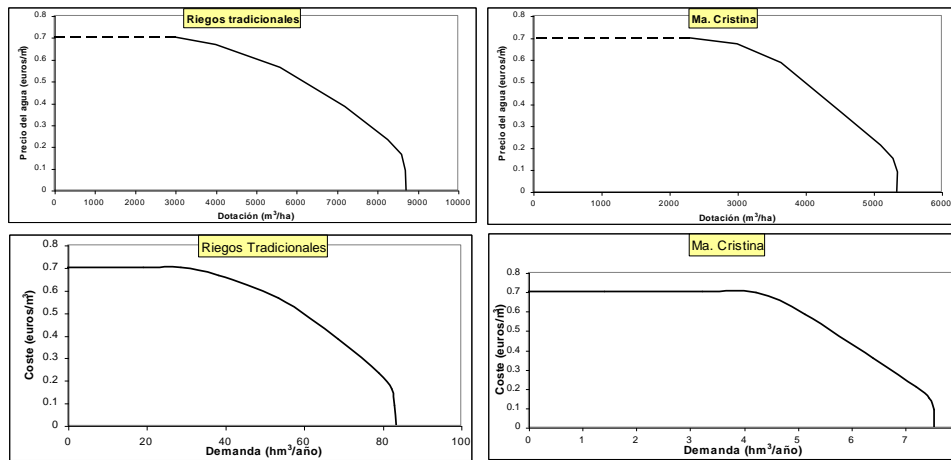 Riegos tradicionales
Precio del agua (euros/m³)
0.8
0.7
0.6
0.5
0.4
0.3
0.2
0.1
0
0 1000 2000 3000 4000 5000 6000 7000 8000 9000 10000
Dotación (m³/ha)
Ma. Cristina
Precio del agua (euros/m³)
0.8
0.7
0.6
0.5
0.4
0.3
0.2
0.1
0
0 1000 2000 3000 4000 5000 6000
Dotación (m³/ha)
Riegos Tradicionales
Coste (euros/m³)
0.8
0.7
0.6
0.5
0.4
0.3
0.2
0.1
0
0 20 40 60 80 100
Demanda (hm³/año)
Ma. Cristina
Coste (euros/m³)
0.8
0.7
0.6
0.5
0.4
0.3
0.2
0.1
0
0 1 2 3 4 5 6 7
Demanda (hm³/año)